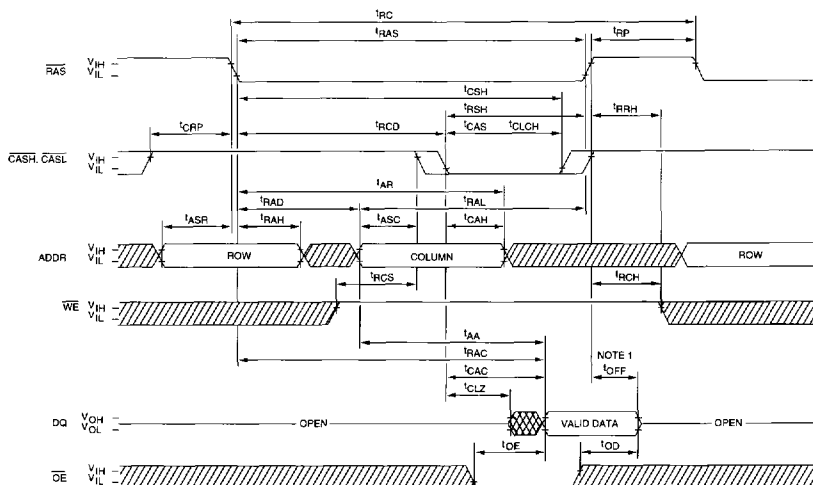 tRC
tRAS tRP
RAS VIH VIL
tCSH
tRSH tRRH
tCRP tRCD tCAS tCLCH
CASH, CASL VIH VIL
tAR
tRAD tRAL
tASR tRAH tASC tCAH
ADDR VIH VIL ROW COLUMN ROW
tRCS tRCH
WE VIH VIL
tAA
tRAC NOTE 1
tCAC tOFF
tCLZ
DQ VOH VOL OPEN VALID DATA OPEN
tOE tOD
OE VIH VIL